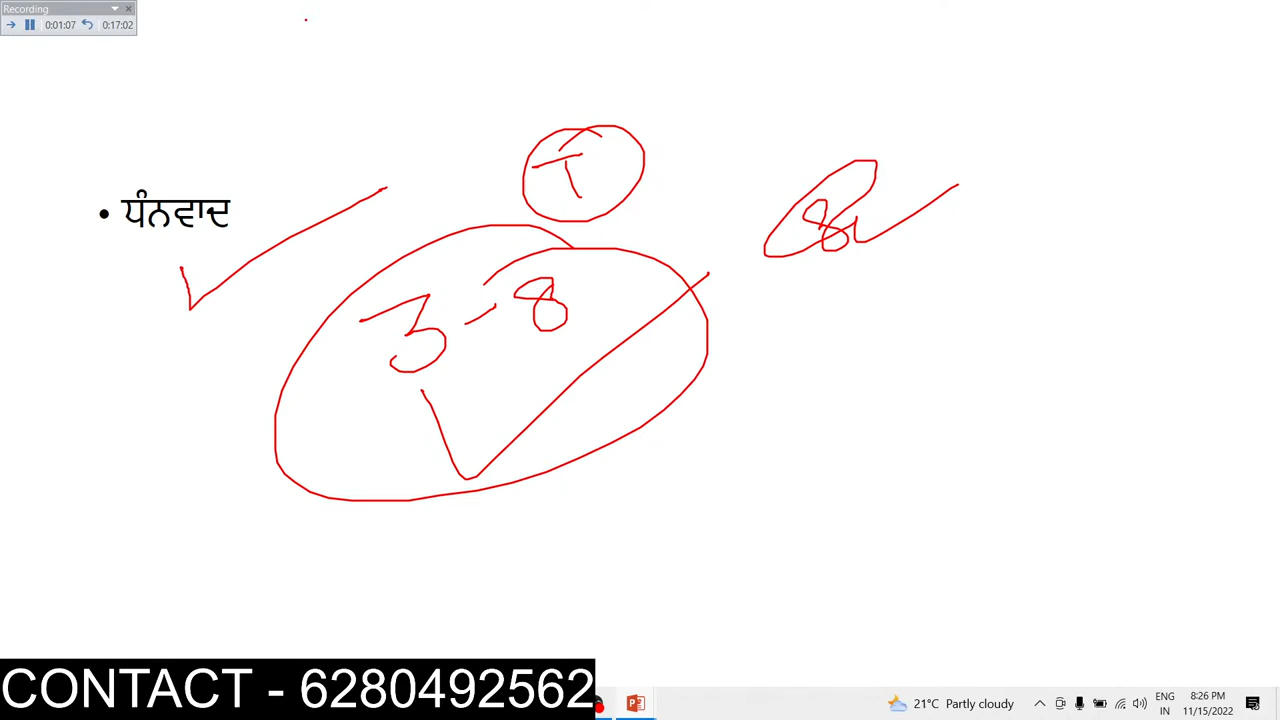 Recording
0:01:07 0:17:02
T
• ਧੰਨਵਾਦ
3-8
CONTACT - 6280492562
21°C Partly cloudy
ENG
IN
8:26 PM
11/15/2022